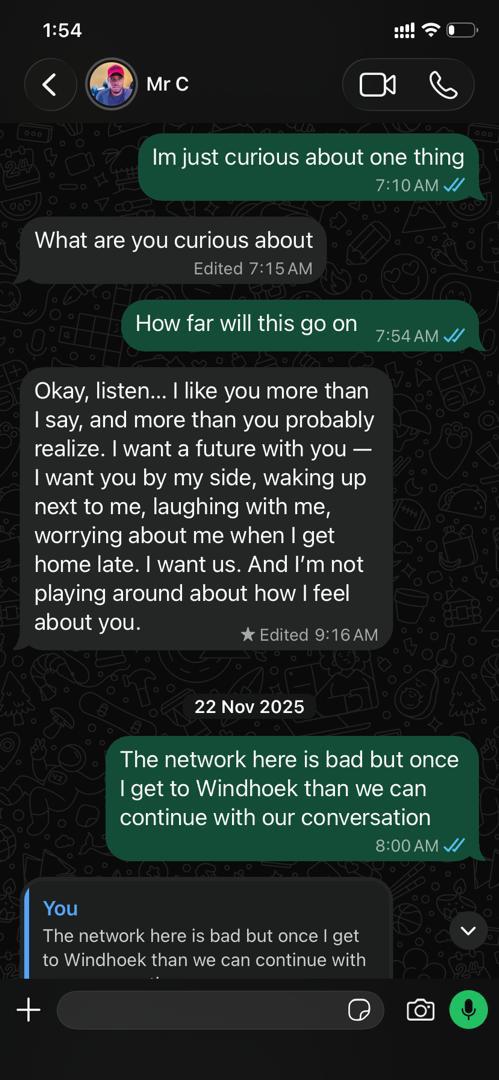 1:54
Mr C
Im just curious about one thing
7:10 AM
What are you curious about
Edited 7:15 AM
How far will this go on
7:54 AM
Okay, listen... I like you more than
I say, and more than you probably
realize. I want a future with you —
I want you by my side, waking up
next to me, laughing with me,
worrying about me when I get
home late. I want us. And I'm not
playing around about how I feel
about you.
Edited 9:16 AM
22 Nov 2025
The network here is bad but once
I get to Windhoek than we can
continue with our conversation
8:00 AM
You
The network here is bad but once I get
to Windhoek than we can continue with